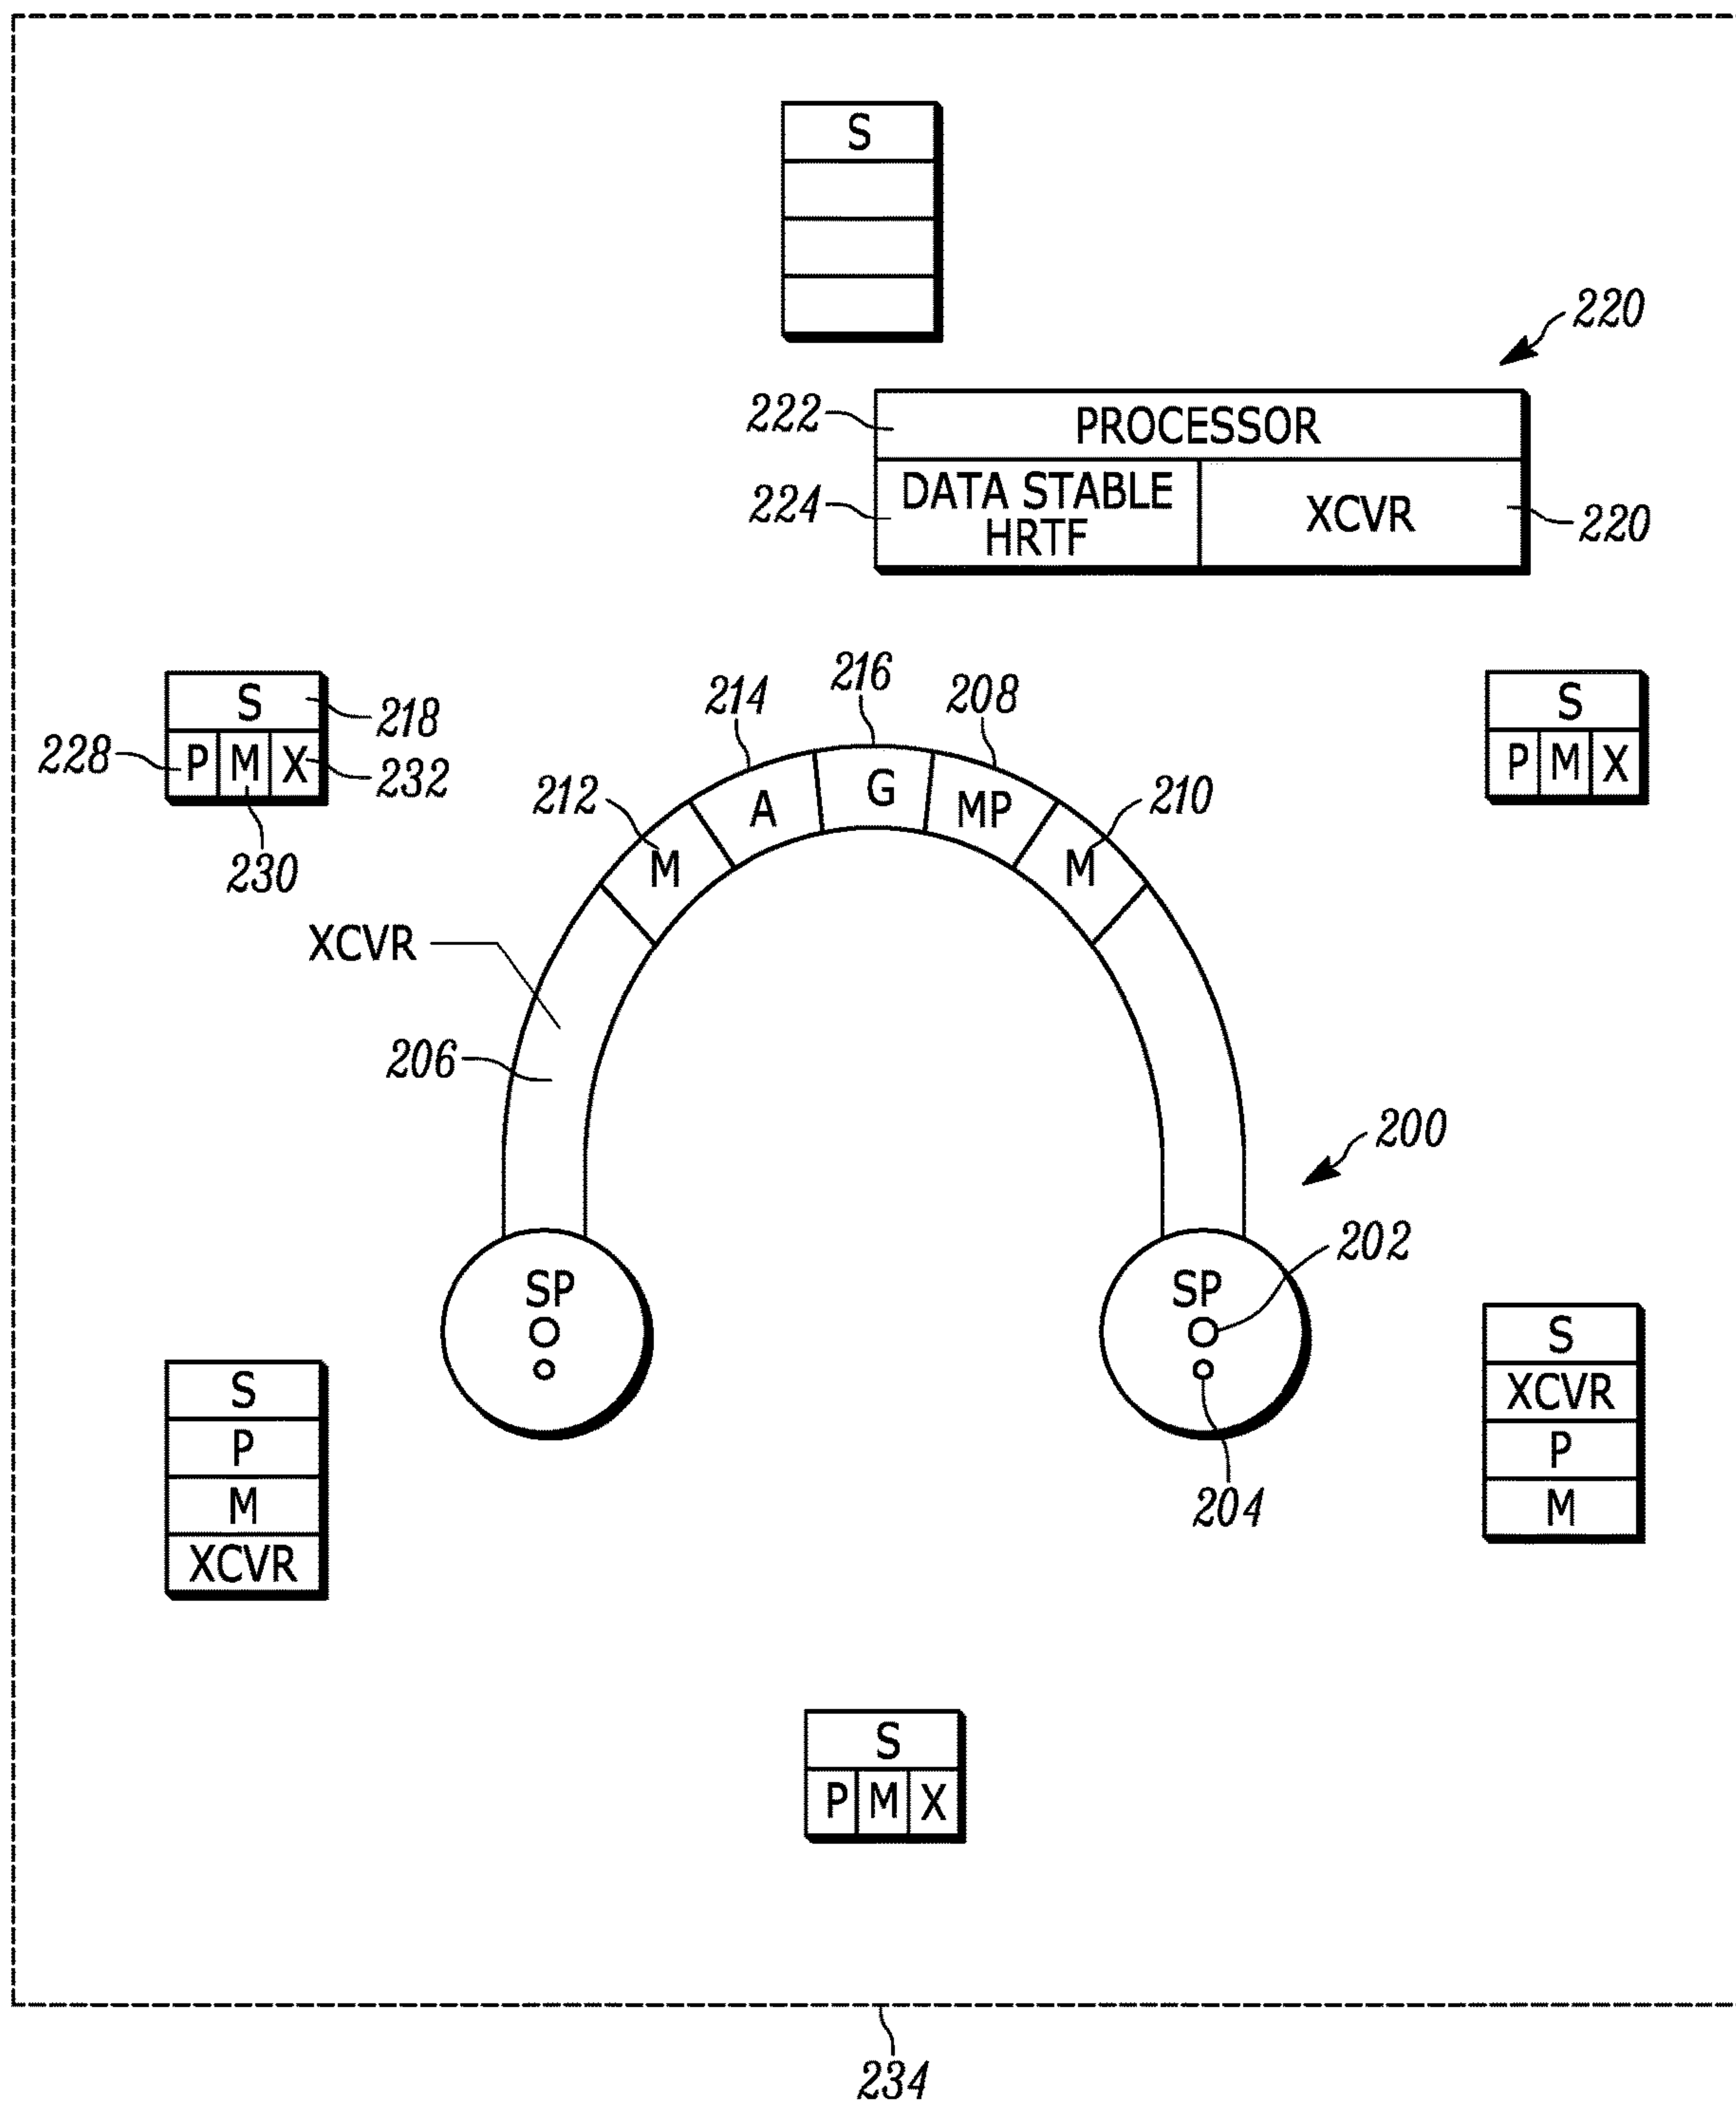 S
220
222
PROCESSOR
224
DATA STABLE
HRTF
XCVR
220
S
218
228
P
M
X
232
230
214
216
208
212
A
G
MP
210
M
M
S
P
M
X
XCVR
206
200
202
SP
SP
204
S
P
M
XCVR
S
XCVR
P
M
S
P
M
X
234